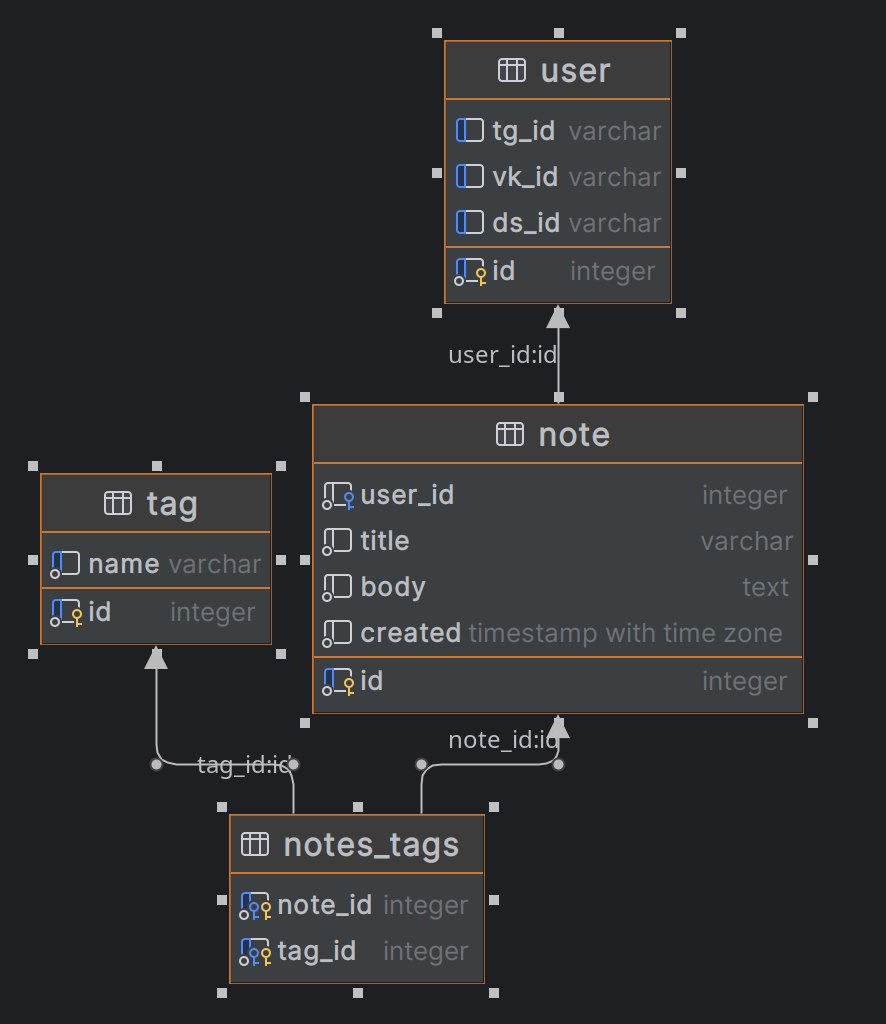 user
tg_id varchar
vk_id varchar
ds_id varchar
id integer
user_id:id
note
user_id integer
title varchar
body text
created timestamp with time zone
id integer
tag
name varchar
id integer
note_id:id
tag_id:id
notes_tags
note_id integer
tag_id integer